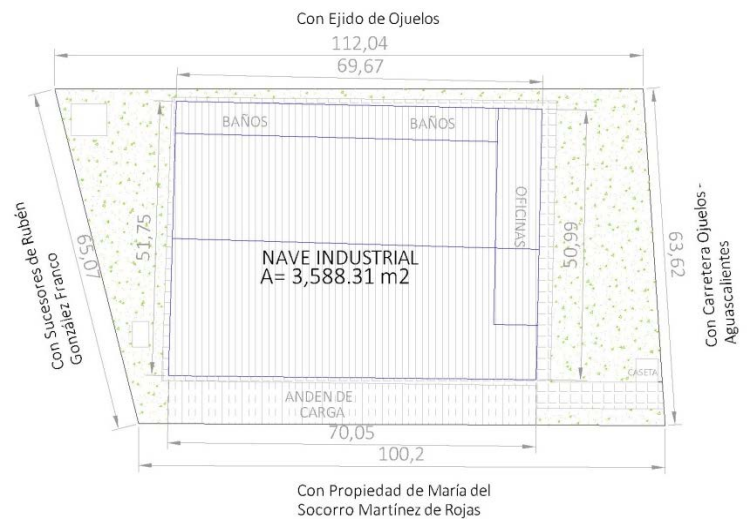 Con Ejido de Ojuelos
112,04
69,67
BAÑOS
BAÑOS
OFICINAS
51,75
50,99
65,07
63,62
Con Sucesores de Rubén
González Franco
NAVE INDUSTRIAL
A= 3,588.31 m2
Con Carretera Ojuelos -
Aguascalientes
CASETA
ANDEN DE
CARGA
70,05
100,2
Con Propiedad de María del
Socorro Martínez de Rojas